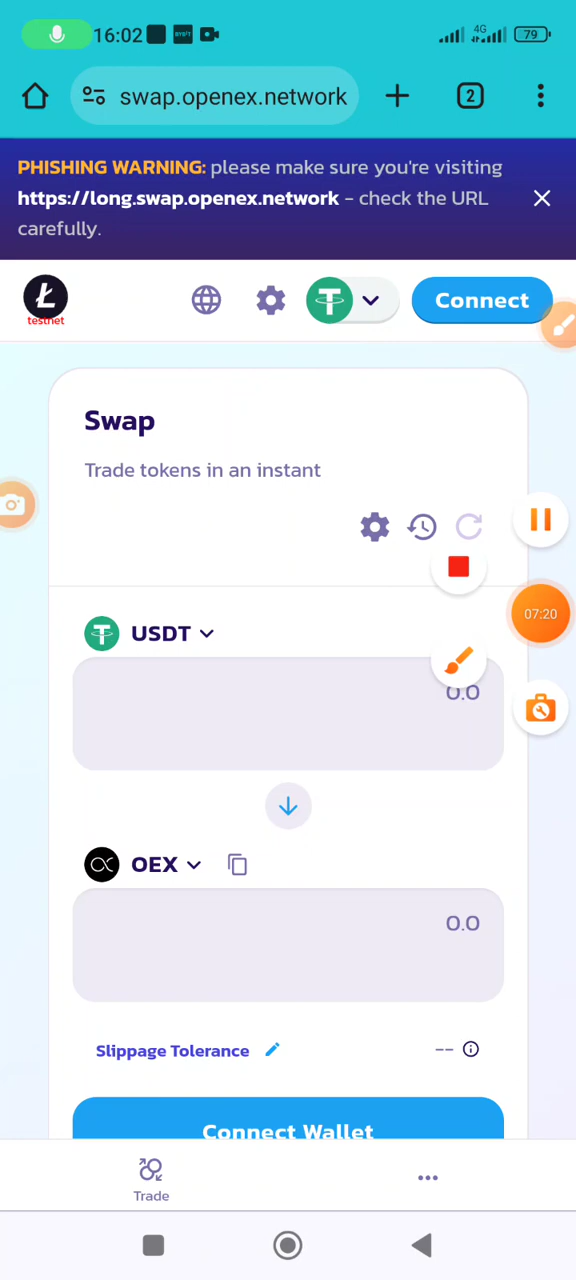 16:02
4G
79
swap.openex.network
2
PHISHING WARNING: please make sure you're visiting
https://long.swap.openex.network - check the URL
carefully.
testnet
Connect
Swap
Trade tokens in an instant
07:20
USDT
0.0
OEX
0.0
Slippage Tolerance
--
Connect Wallet
Trade